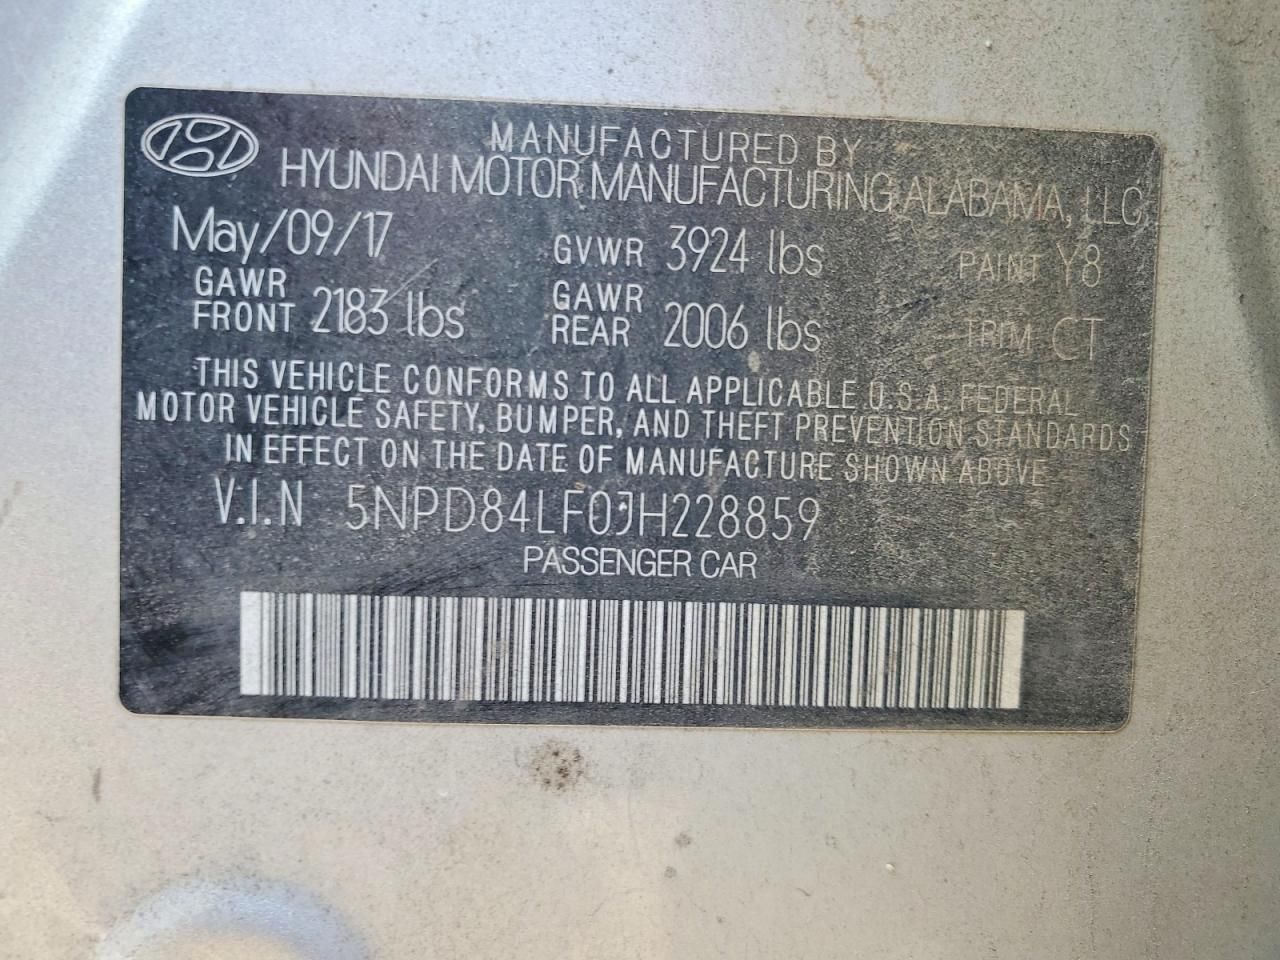 MANUFACTURED BY
HYUNDAI MOTOR MANUFACTURING ALABAMA, LLC
May/09/17 GVWR 3924 lbs PAINT Y8
GAWR FRONT 2183 lbs GAWR REAR 2006 lbs TRIM CT
THIS VEHICLE CONFORMS TO ALL APPLICABLE U.S.A. FEDERAL
MOTOR VEHICLE SAFETY, BUMPER, AND THEFT PREVENTION STANDARDS
IN EFFECT ON THE DATE OF MANUFACTURE SHOWN ABOVE
V.I.N 5NPD84LF0JH228859
PASSENGER CAR